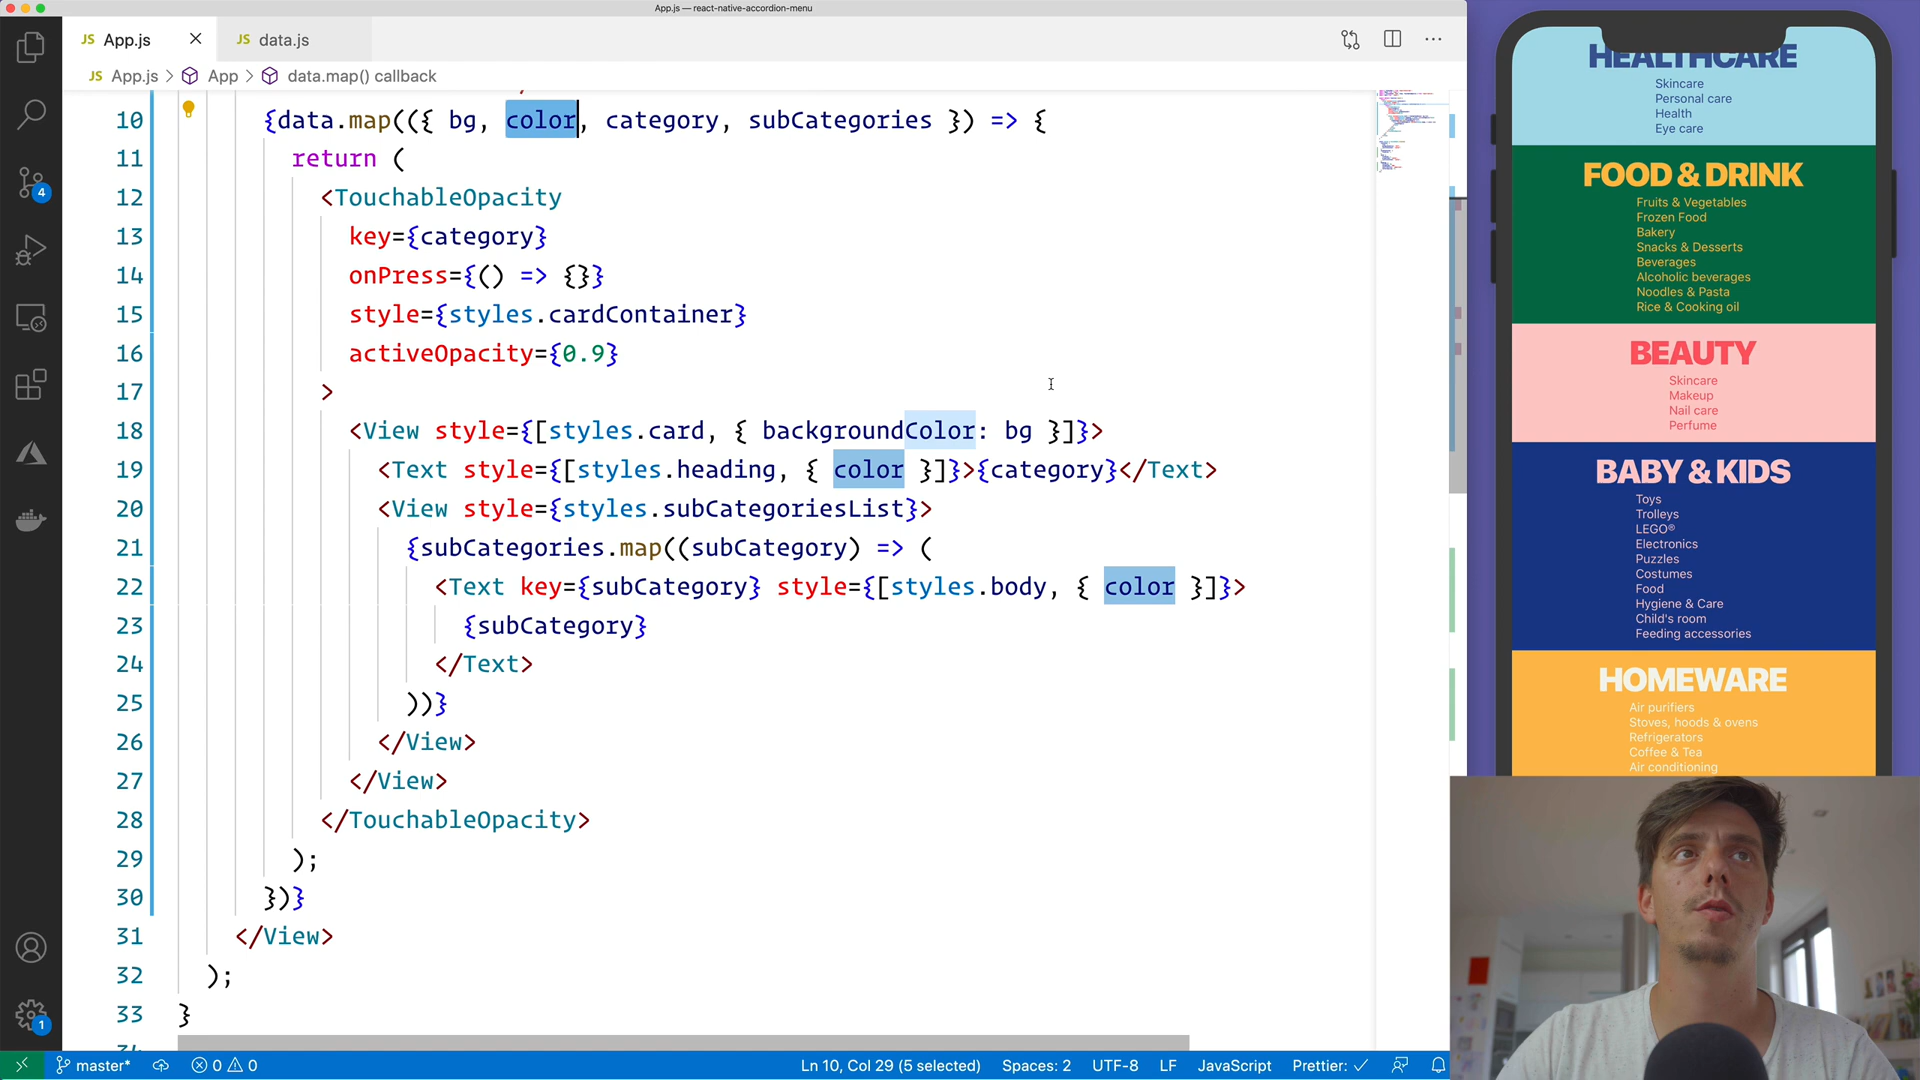 App.js — react-native-accordion-menu
JS App.js
JS data.js
JS App.js > App > data.map() callback
10 {data.map(({ bg, color, category, subCategories }) => {
11 return (
12 <TouchableOpacity
13 key={category}
14 onPress={() => {}}
15 style={styles.cardContainer}
16 activeOpacity={0.9}
17 >
18 <View style={[styles.card, { backgroundColor: bg }]}>
19 <Text style={[styles.heading, { color }]}>{category}</Text>
20 <View style={styles.subCategoriesList}>
21 {subCategories.map((subCategory) => (
22 <Text key={subCategory} style={[styles.body, { color }]}>
23 {subCategory}
24 </Text>
25 ))}
26 </View>
27 </View>
28 </TouchableOpacity>
29 );
30 })}
31 </View>
32 );
33 }
4
1
master*
0 0
Ln 10, Col 29 (5 selected)
Spaces: 2
UTF-8
LF
JavaScript
Prettier: ✓
HEALTHCARE
Skincare
Personal care
Health
Eye care
FOOD & DRINK
Fruits & Vegetables
Frozen Food
Bakery
Snacks & Desserts
Beverages
Alcoholic beverages
Noodles & Pasta
Rice & Cooking oil
BEAUTY
Skincare
Makeup
Nail care
Perfume
BABY & KIDS
Toys
Trolleys
LEGO®
Electronics
Puzzles
Costumes
Food
Hygiene & Care
Child's room
Feeding accessories
HOMEWARE
Air purifiers
Stoves, hoods & ovens
Refrigerators
Coffee & Tea
Air conditioning